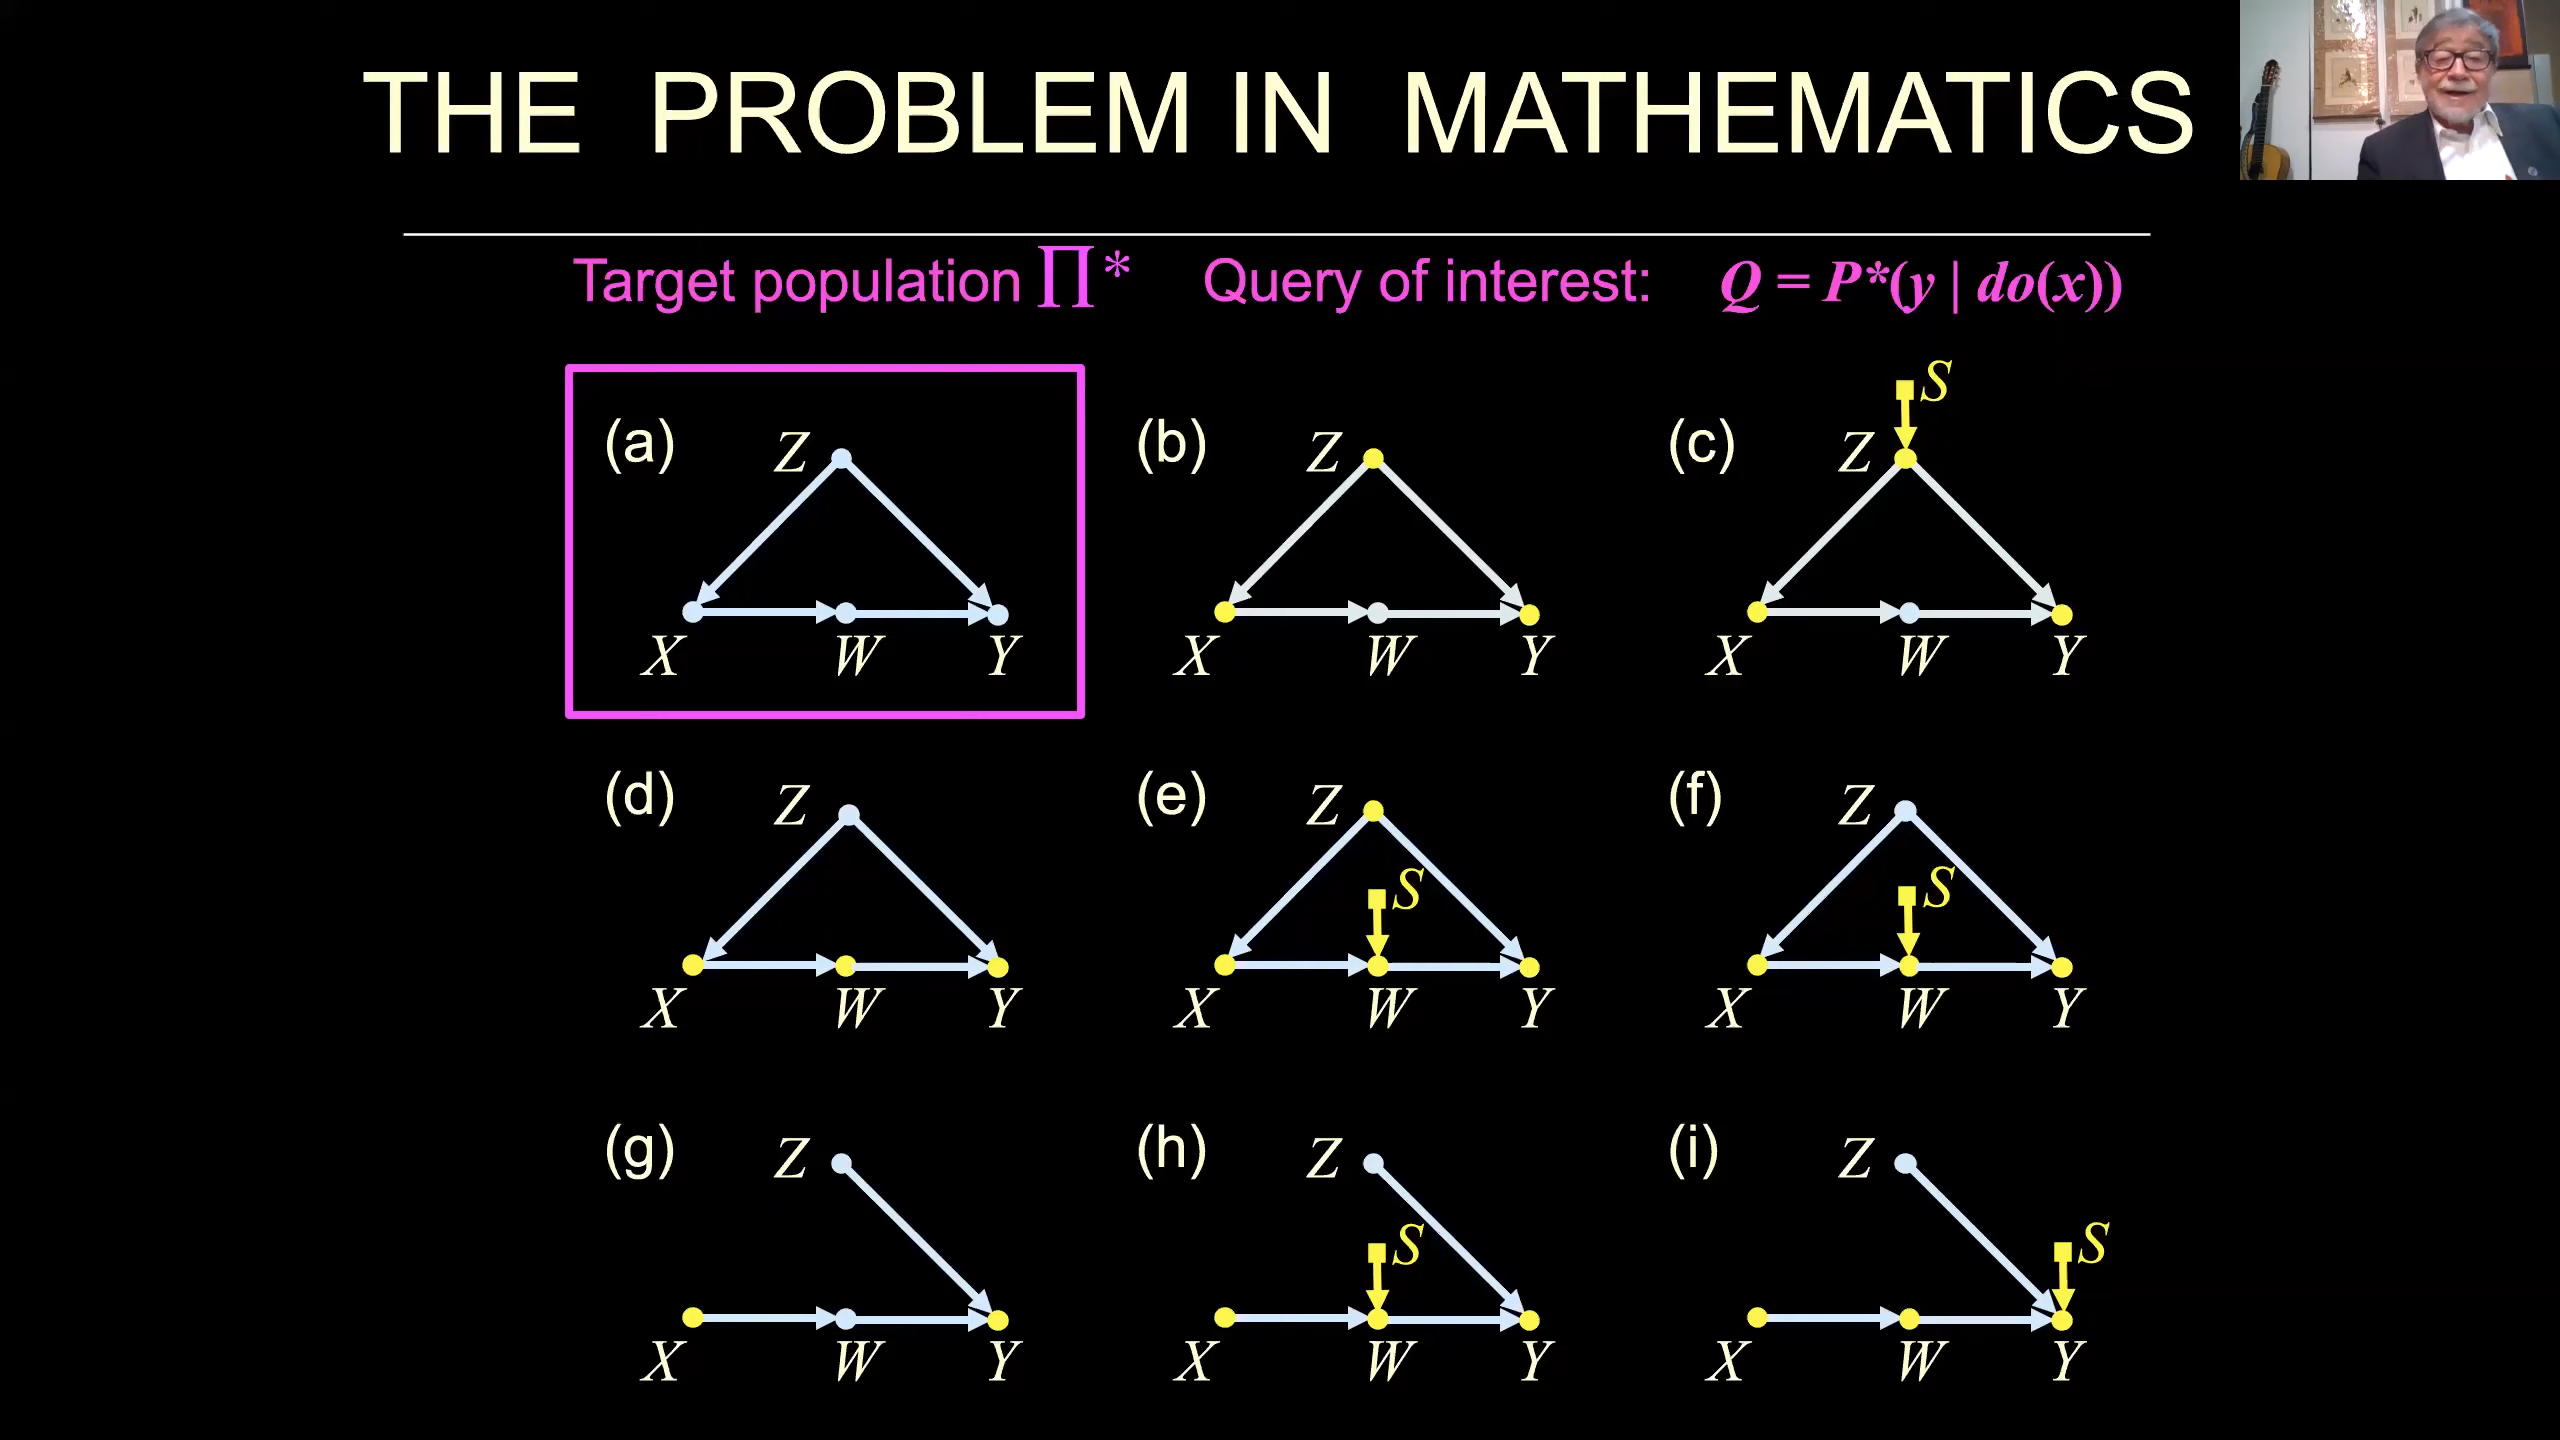 THE PROBLEM IN MATHEMATICS
Target population ∏* Query of interest: Q = P*(y | do(x))
(a) Z X W Y
(b) Z X W Y
(c) S Z X W Y
(d) Z X W Y
(e) Z S X W Y
(f) Z S X W Y
(g) Z X W Y
(h) Z S X W Y
(i) Z S X W Y